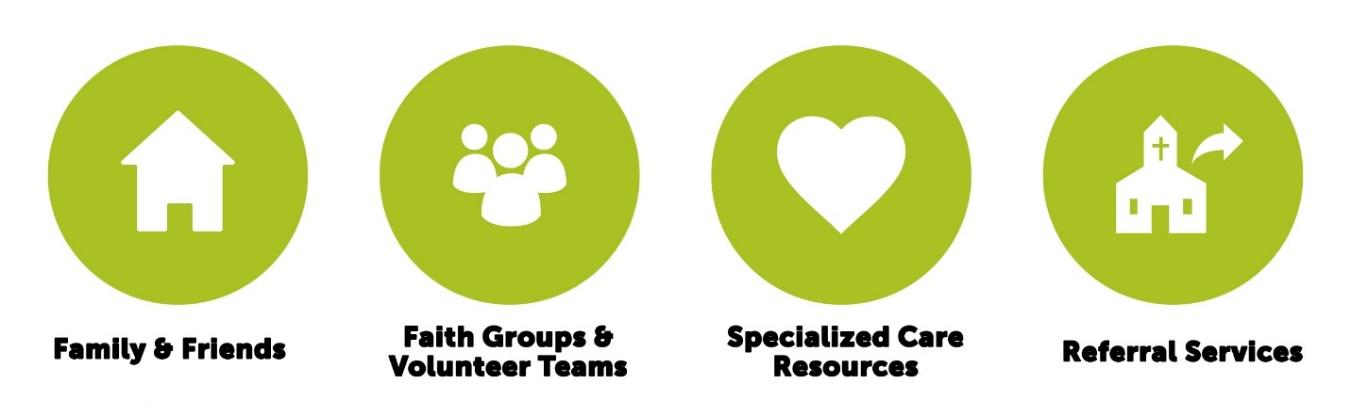 Family & Friends
Faith Groups &
Volunteer Teams
Specialized Care
Resources
Referral Services